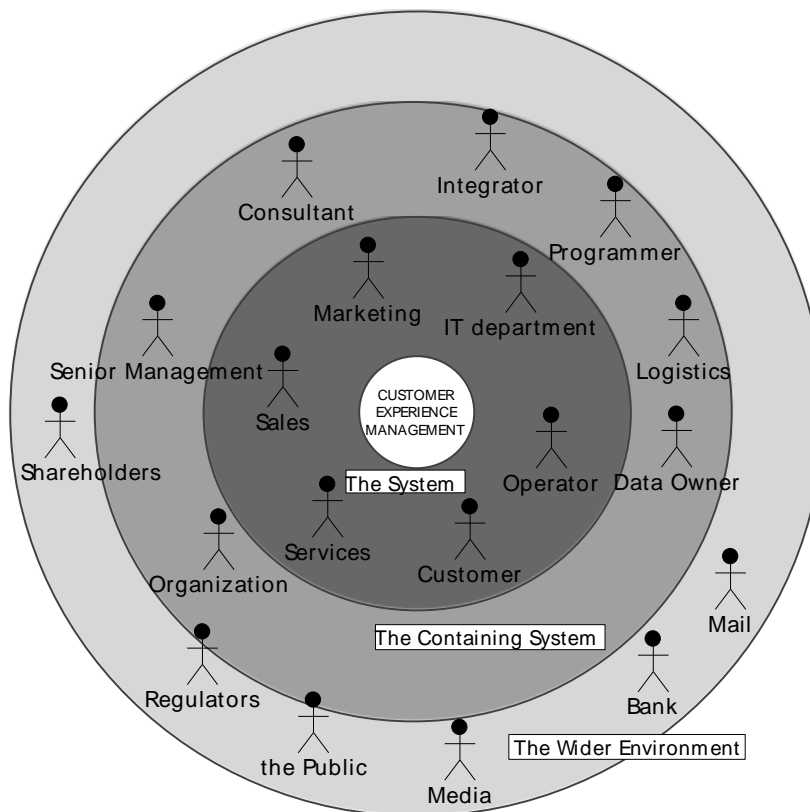 Integrator
Consultant
Programmer
Marketing
IT department
Senior Management
Logistics
Sales
CUSTOMER
EXPERIENCE
MANAGEMENT
Shareholders
The System
Operator
Data Owner
Services
Customer
Organization
Mail
The Containing System
Regulators
Bank
the Public
The Wider Environment
Media